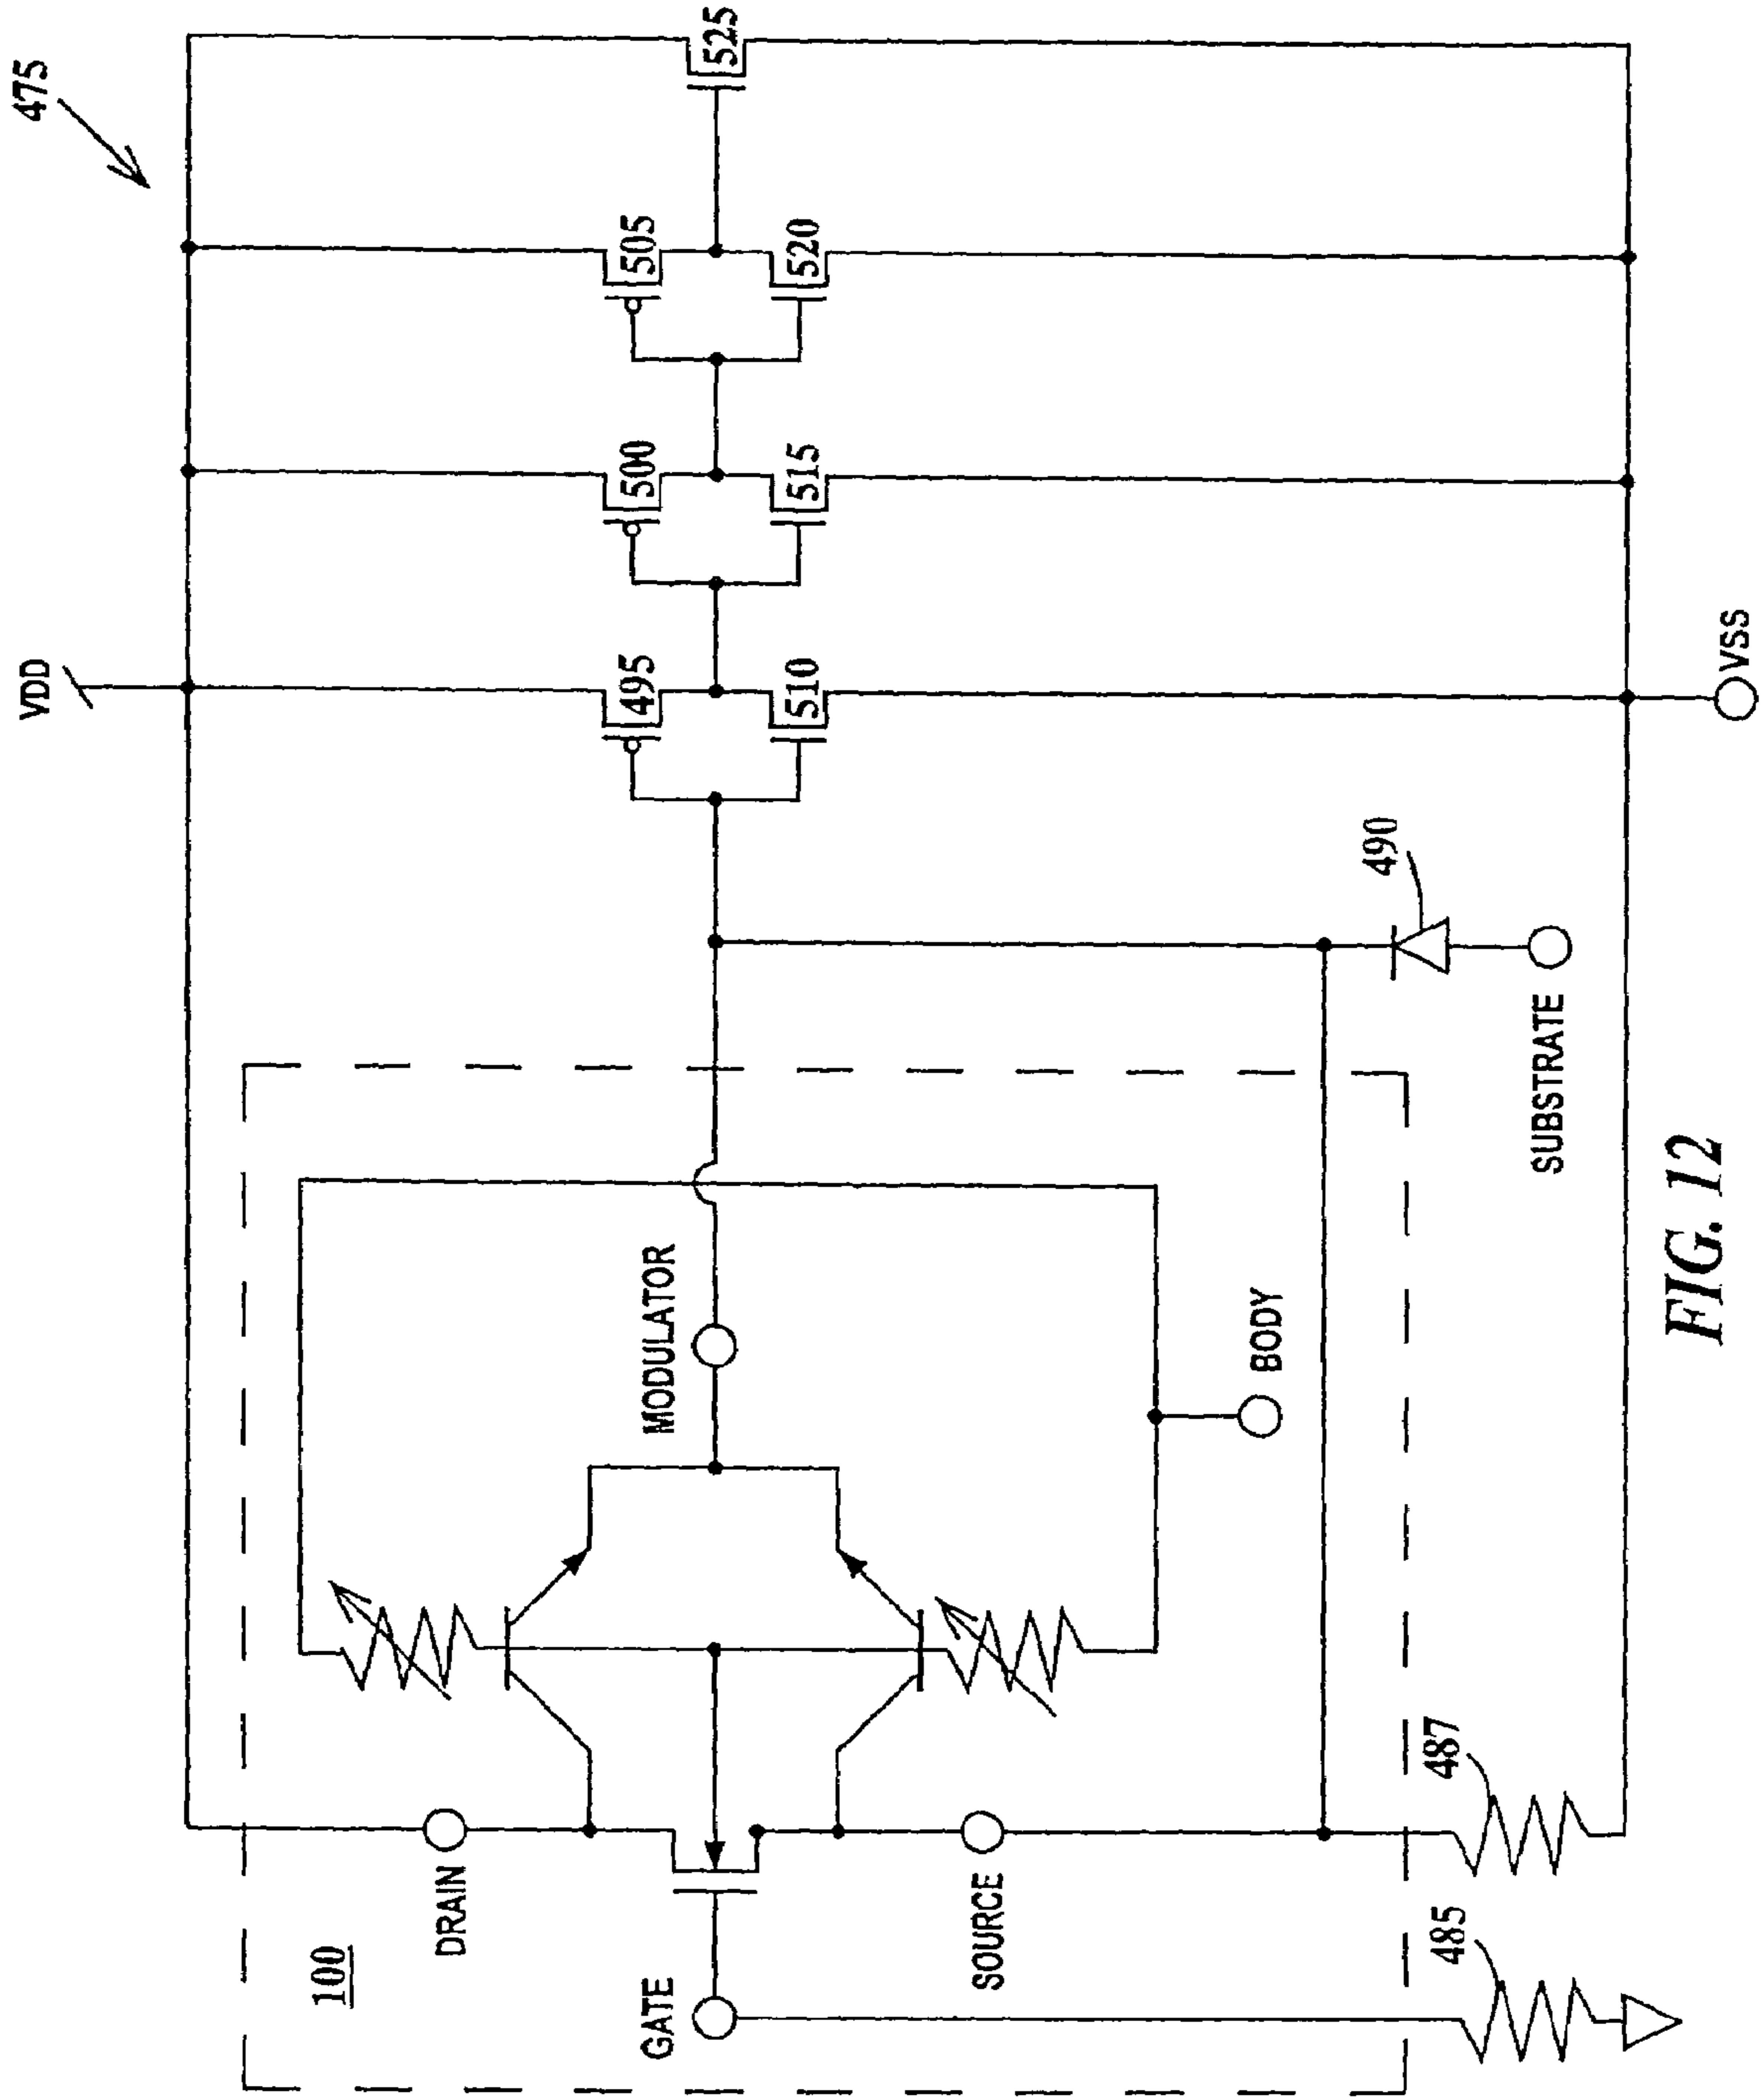 475
VDD
100
DRAIN
GATE
SOURCE
MODULATOR
BODY
495
500
505
510
515
520
525
485
487
490
SUBSTRATE
VSS
FIG. 12